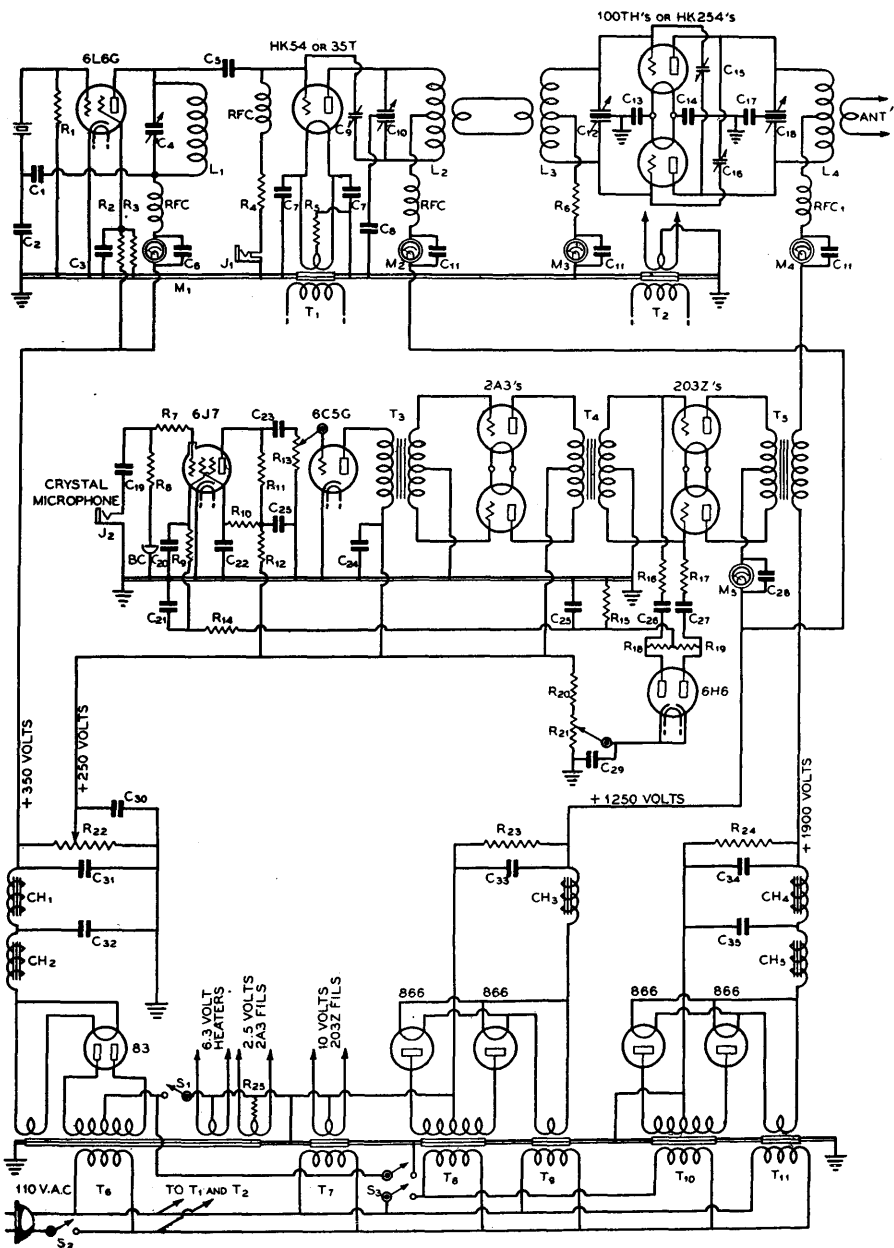 100TH's OR HK254's
6L6G
C5
HK54 OR 35T
R1
C4
L1
RFC
C9
C10
L2
L3
C12
C13
C14
C15
C17
C18
L4
ANT'
C16
C1
C2
R2
R3
RFC
R4
C7
R5
C7
C8
RFC
R6
RFC1
C3
C6
M1
J1
T1
M2
C11
M3
C11
T2
M4
C11
R7
6J7
C23
6C5G
T3
2A3's
T4
203Z's
T5
CRYSTAL
MICROPHONE
J2
C19
R8
R11
R13
R10
C25
BC
C20
R9
C22
R12
C24
R16
R17
M5
C28
C21
R14
C25
R15
C26
C27
R18
R19
6H6
R20
R21
C29
+350 VOLTS
+250 VOLTS
C30
+1250 VOLTS
+1900 VOLTS
R22
R23
R24
C31
C33
C34
CH1
CH3
CH4
C32
C35
CH2
CH5
83
6.3 VOLT
HEATERS
2.5 VOLTS
2A3 FILS
10 VOLTS
203Z FILS
866
866
866
866
S1
R25
110 V.A.C
T6
TO T1 AND T2
T7
S3
T8
T9
T10
T11
S2